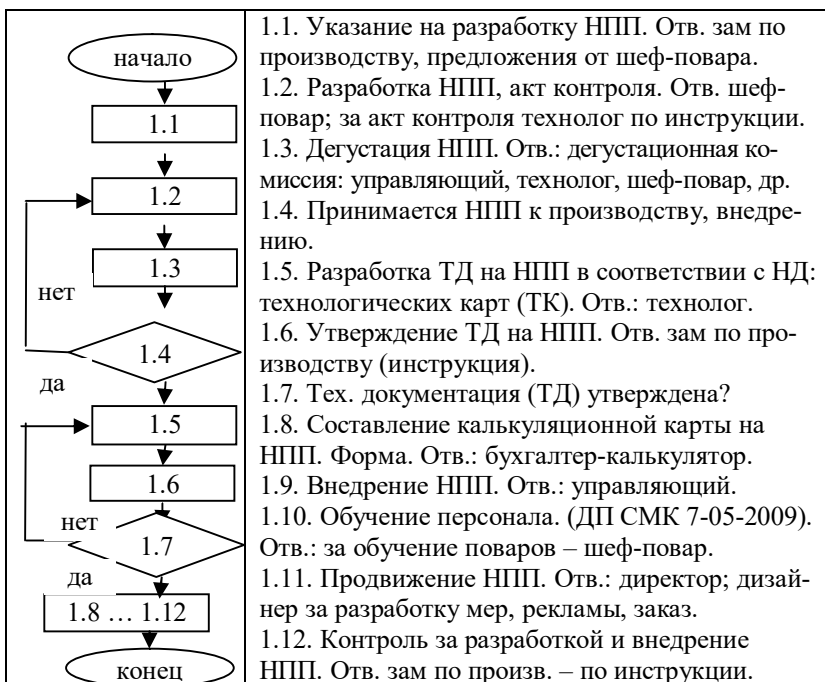 начало
1.1
1.2
1.3
нет
1.4
да
1.5
1.6
нет
1.7
да
1.8 … 1.12
конец
1.1. Указание на разработку НПП. Отв. зам по
производству, предложения от шеф-повара.
1.2. Разработка НПП, акт контроля. Отв. шеф-
повар; за акт контроля технолог по инструкции.
1.3. Дегустация НПП. Отв.: дегустационная ко-
миссия: управляющий, технолог, шеф-повар, др.
1.4. Принимается НПП к производству, внедре-
нию.
1.5. Разработка ТД на НПП в соответствии с НД:
технологических карт (ТК). Отв.: технолог.
1.6. Утверждение ТД на НПП. Отв. зам по про-
изводству (инструкция).
1.7. Тех. документация (ТД) утверждена?
1.8. Составление калькуляционной карты на
НПП. Форма. Отв.: бухгалтер-калькулятор.
1.9. Внедрение НПП. Отв.: управляющий.
1.10. Обучение персонала. (ДП СМК 7-05-2009).
Отв.: за обучение поваров – шеф-повар.
1.11. Продвижение НПП. Отв.: директор; дизай-
нер за разработку мер, рекламы, заказ.
1.12. Контроль за разработкой и внедрение
НПП. Отв. зам по произв. – по инструкции.